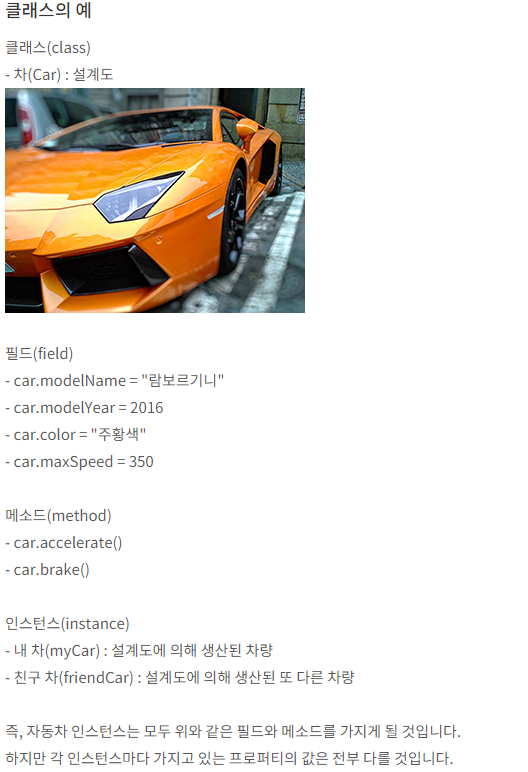 클래스의 예
클래스(class)
- 차(Car) : 설계도
필드(field)
- car.modelName = "람보르기니"
- car.modelYear = 2016
- car.color = "주황색"
- car.maxSpeed = 350
메소드(method)
- car.accelerate()
- car.brake()
인스턴스(instance)
- 내 차(myCar) : 설계도에 의해 생산된 차량
- 친구 차(friendCar) : 설계도에 의해 생산된 또 다른 차량
즉, 자동차 인스턴스는 모두 위와 같은 필드와 메소드를 가지게 될 것입니다.
하지만 각 인스턴스마다 가지고 있는 프로퍼티의 값은 전부 다를 것입니다.